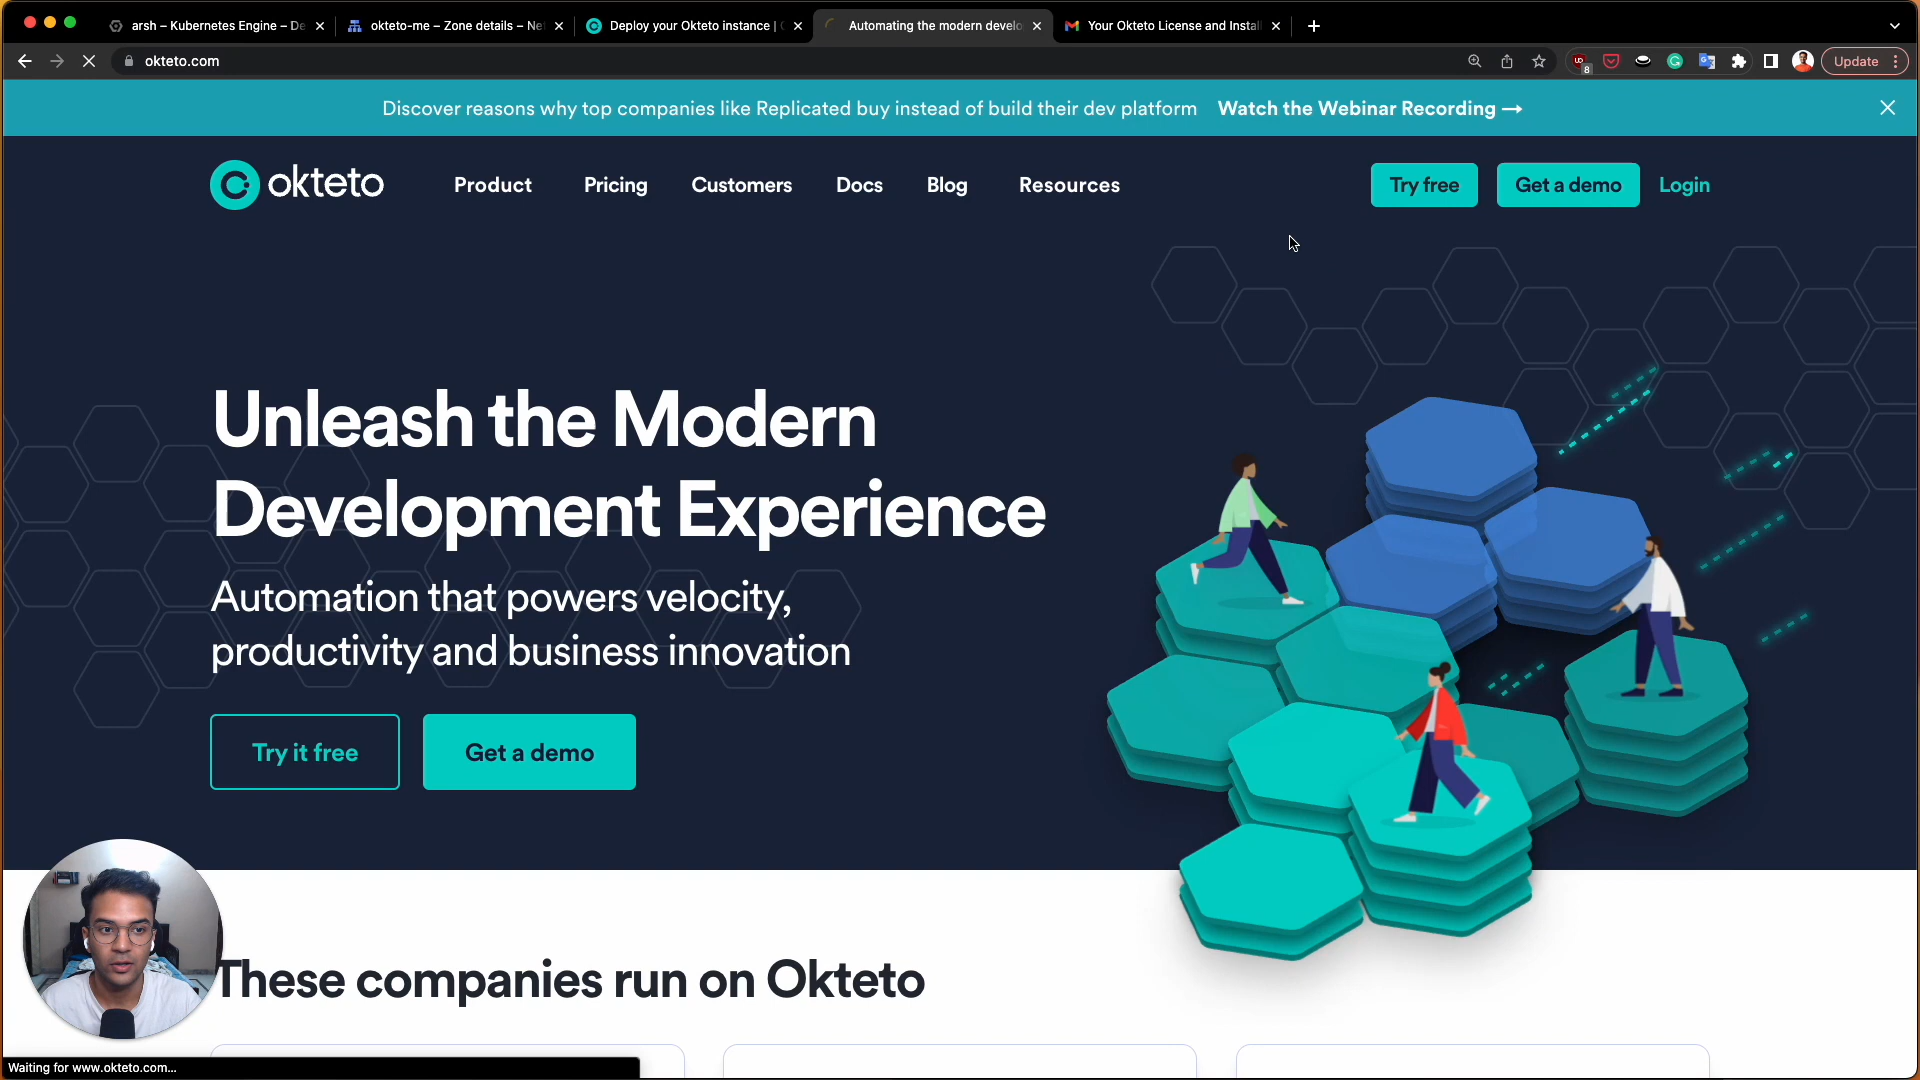 arsh – Kubernetes Engine – De
okteto-me – Zone details – Ne
Deploy your Okteto instance |
Automating the modern develo
Your Okteto License and Instal
okteto.com
8
Update
Discover reasons why top companies like Replicated buy instead of build their dev platform
Watch the Webinar Recording →
okteto
Product
Pricing
Customers
Docs
Blog
Resources
Try free
Get a demo
Login
Unleash the Modern
Development Experience
Automation that powers velocity,
productivity and business innovation
Try it free
Get a demo
These companies run on Okteto
Waiting for www.okteto.com...